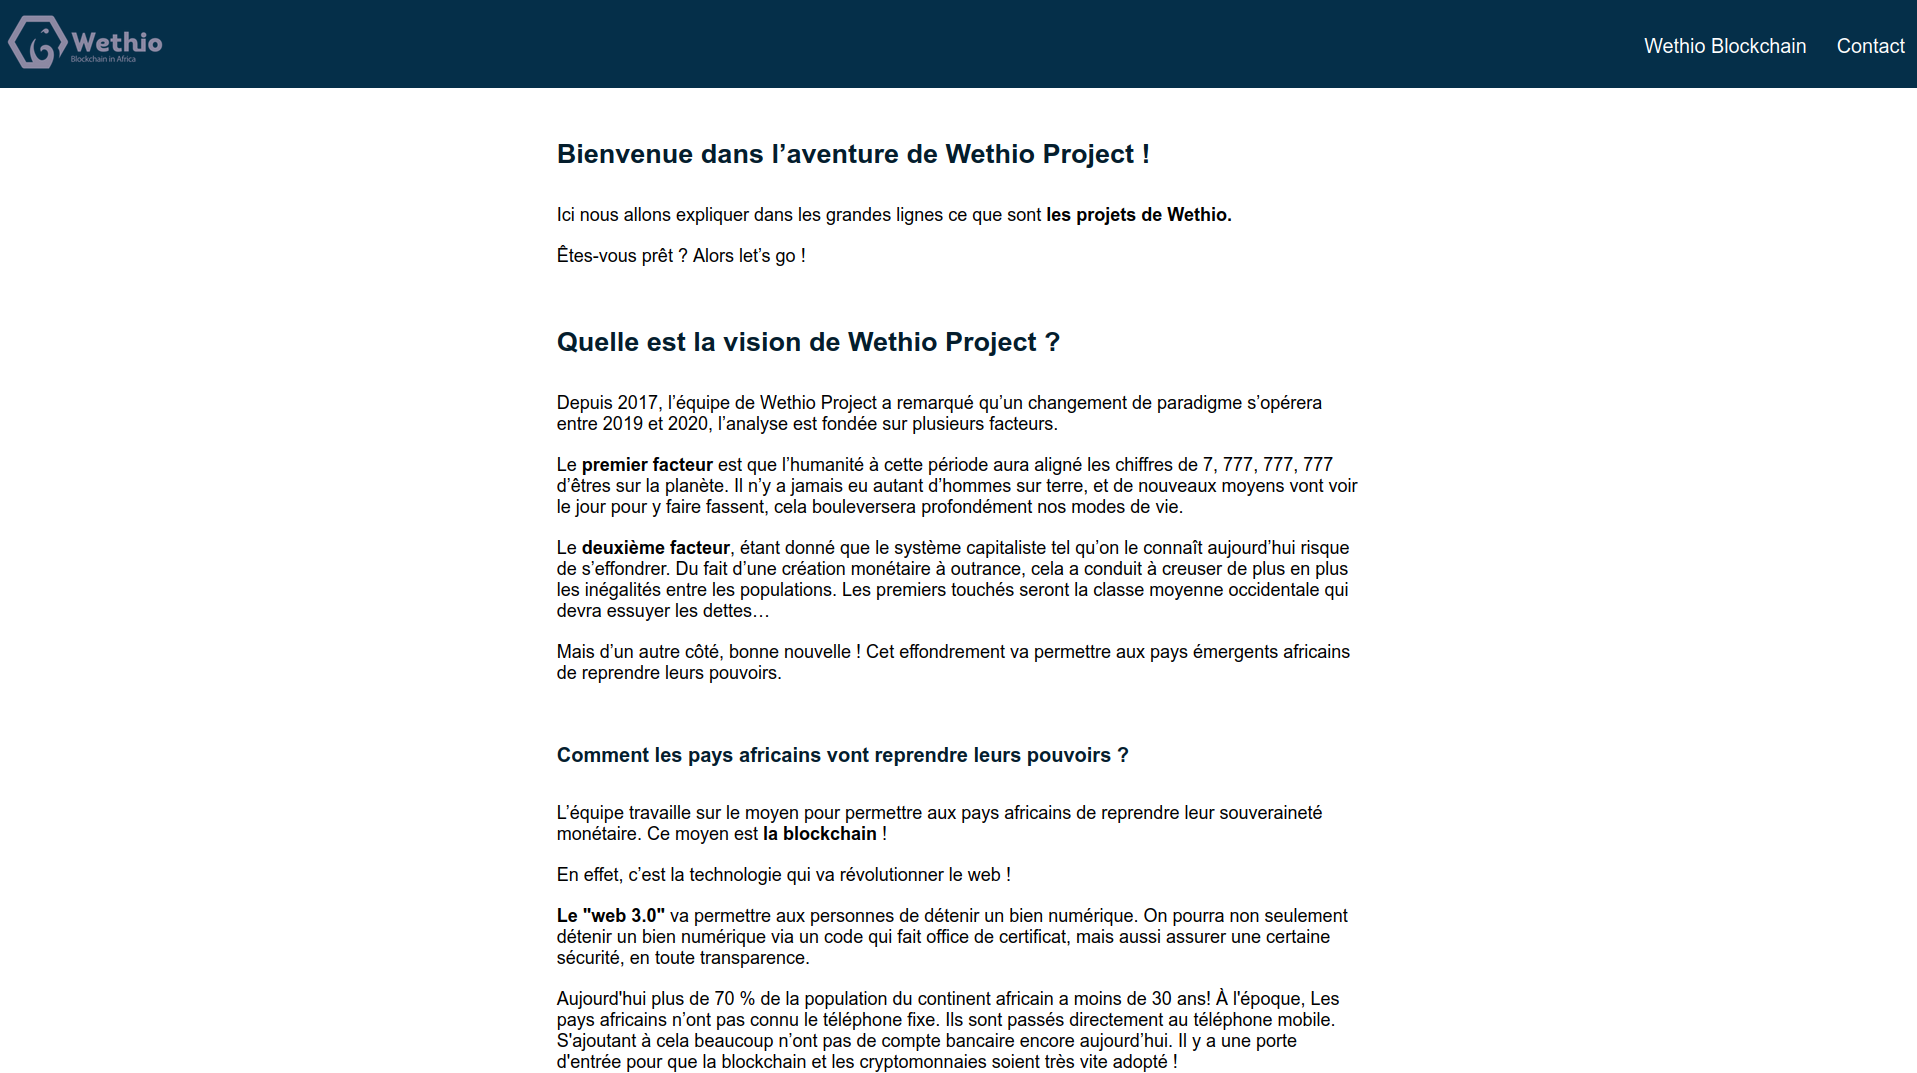 Wethio
Blockchain in Africa
Wethio Blockchain
Contact
Bienvenue dans l’aventure de Wethio Project !
Ici nous allons expliquer dans les grandes lignes ce que sont les projets de Wethio.
Êtes-vous prêt ? Alors let’s go !
Quelle est la vision de Wethio Project ?
Depuis 2017, l’équipe de Wethio Project a remarqué qu’un changement de paradigme s’opérera
entre 2019 et 2020, l’analyse est fondée sur plusieurs facteurs.
Le premier facteur est que l’humanité à cette période aura aligné les chiffres de 7, 777, 777, 777
d’êtres sur la planète. Il n’y a jamais eu autant d’hommes sur terre, et de nouveaux moyens vont voir
le jour pour y faire fassent, cela bouleversera profondément nos modes de vie.
Le deuxième facteur, étant donné que le système capitaliste tel qu’on le connaît aujourd’hui risque
de s’effondrer. Du fait d’une création monétaire à outrance, cela a conduit à creuser de plus en plus
les inégalités entre les populations. Les premiers touchés seront la classe moyenne occidentale qui
devra essuyer les dettes…
Mais d’un autre côté, bonne nouvelle ! Cet effondrement va permettre aux pays émergents africains
de reprendre leurs pouvoirs.
Comment les pays africains vont reprendre leurs pouvoirs ?
L’équipe travaille sur le moyen pour permettre aux pays africains de reprendre leur souveraineté
monétaire. Ce moyen est la blockchain !
En effet, c’est la technologie qui va révolutionner le web !
Le "web 3.0" va permettre aux personnes de détenir un bien numérique. On pourra non seulement
détenir un bien numérique via un code qui fait office de certificat, mais aussi assurer une certaine
sécurité, en toute transparence.
Aujourd'hui plus de 70 % de la population du continent africain a moins de 30 ans! À l'époque, Les
pays africains n’ont pas connu le téléphone fixe. Ils sont passés directement au téléphone mobile.
S'ajoutant à cela beaucoup n’ont pas de compte bancaire encore aujourd’hui. Il y a une porte
d'entrée pour que la blockchain et les cryptomonnaies soient très vite adopté !